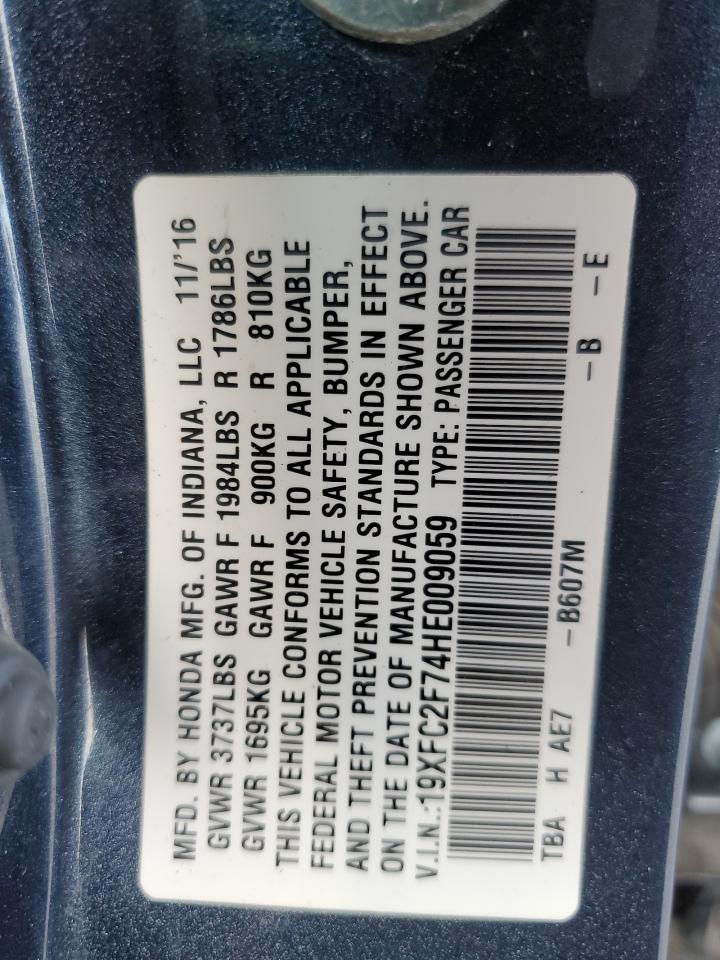 MFD. BY HONDA MFG. OF INDIANA, LLC 11/'16
GVWR 3737LBS GAWR F 1984LBS R 1786LBS
GVWR 1695KG GAWR F 900KG R 810KG
THIS VEHICLE CONFORMS TO ALL APPLICABLE
FEDERAL MOTOR VEHICLE SAFETY, BUMPER,
AND THEFT PREVENTION STANDARDS IN EFFECT
ON THE DATE OF MANUFACTURE SHOWN ABOVE.
V.I.N.:19XFC2F74HE009059 TYPE: PASSENGER CAR
TBA H AE7 –B607M –B –E